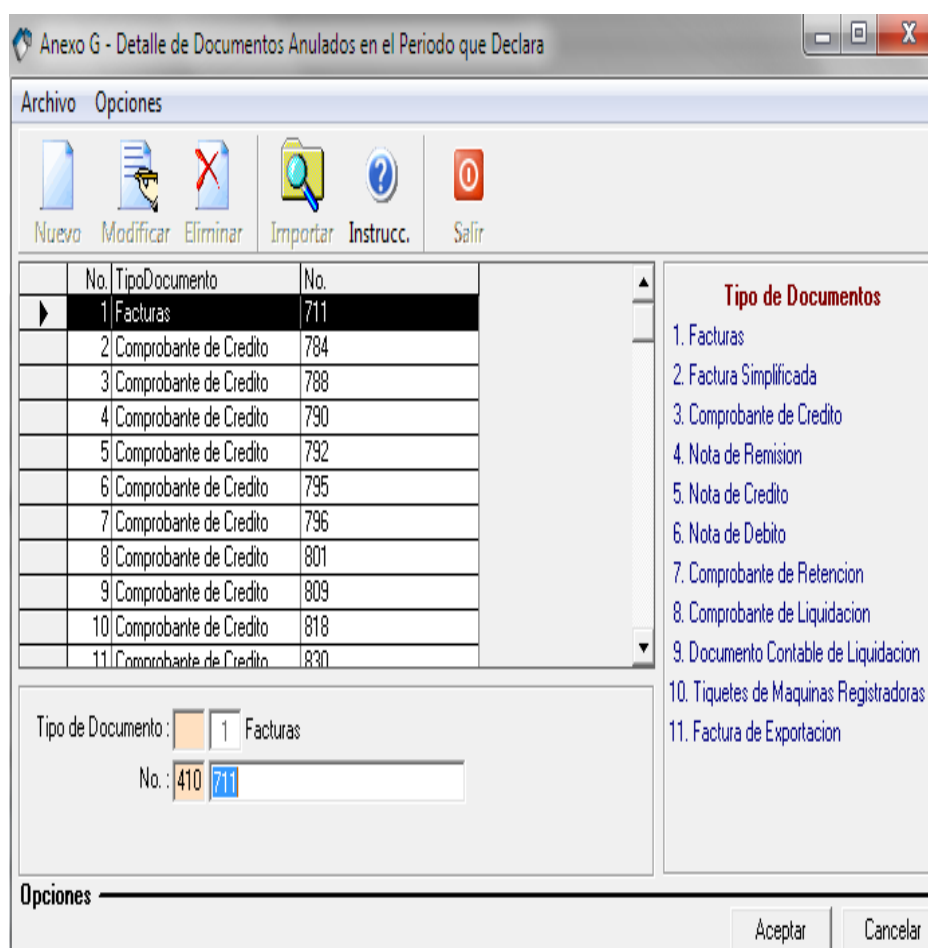 Anexo G - Detalle de Documentos Anulados en el Periodo que Declara
X
Archivo Opciones
Nuevo Modificar Eliminar Importar Instrucc. Salir
No. TipoDocumento No.
1 Facturas 711
2 Comprobante de Credito 784
3 Comprobante de Credito 788
4 Comprobante de Credito 790
5 Comprobante de Credito 792
6 Comprobante de Credito 795
7 Comprobante de Credito 796
8 Comprobante de Credito 801
9 Comprobante de Credito 809
10 Comprobante de Credito 818
11 Comprobante de Credito 830
Tipo de Documentos
1. Facturas
2. Factura Simplificada
3. Comprobante de Credito
4. Nota de Remision
5. Nota de Credito
6. Nota de Debito
7. Comprobante de Retencion
8. Comprobante de Liquidacion
9. Documento Contable de Liquidacion
10. Tiquetes de Maquinas Registradoras
11. Factura de Exportacion
Tipo de Documento : 1 Facturas
No. : 410 711
Opciones
Aceptar Cancelar